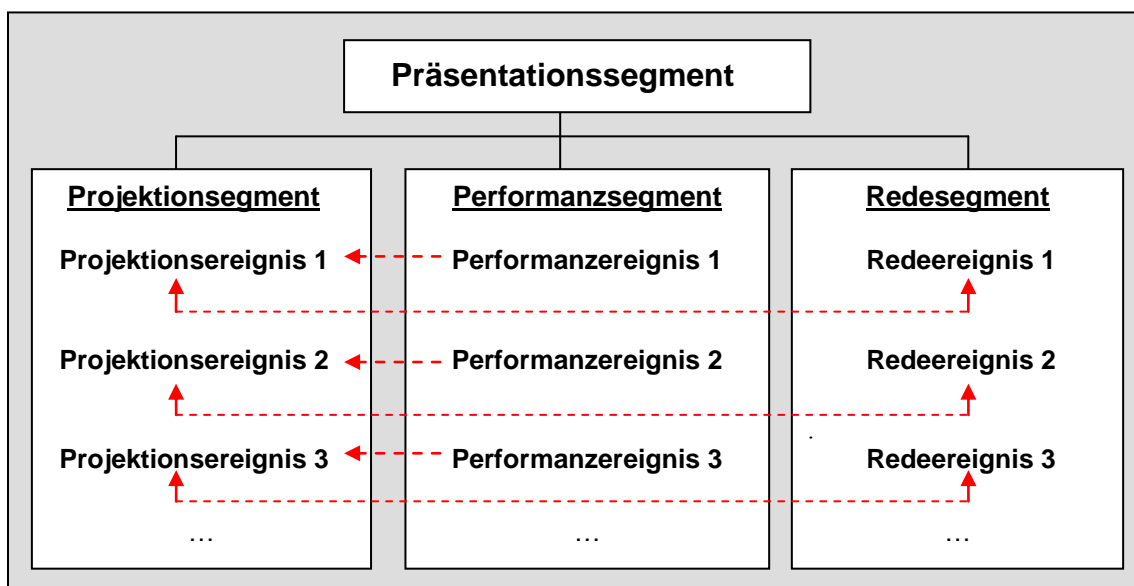 Präsentationssegment
Projektionsegment Performanzsegment Redesegment
Projektionsereignis 1 Performanzereignis 1 Redeereignis 1
Projektionsereignis 2 Performanzereignis 2 Redeereignis 2
Projektionsereignis 3 Performanzereignis 3 Redeereignis 3
… … …